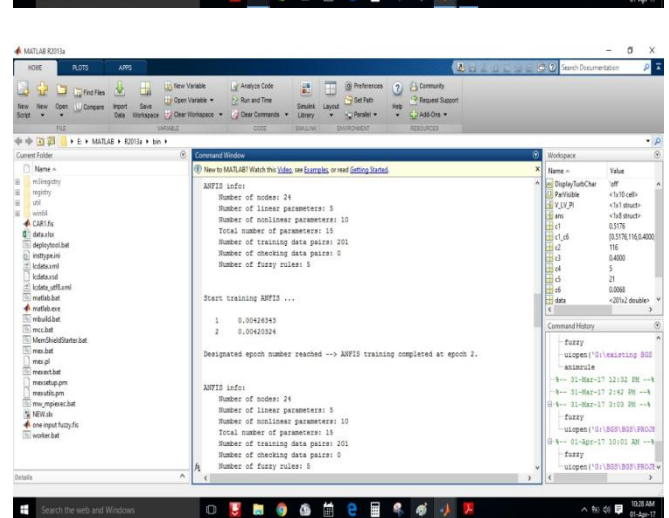 01-Apr-17
MATLAB R2013a
HOME PLOTS APPS
Search Documentation
New Script
New
Open
Find Files
Compare
Import Data
Save Workspace
New Variable
Open Variable
Clear Workspace
Analyze Code
Run and Time
Clear Commands
Simulink Library
Layout
Preferences
Set Path
Parallel
Help
Community
Request Support
Add-Ons
FILE VARIABLE CODE SIMULINK ENVIRONMENT RESOURCES
E: MATLAB R2013a bin
Current Folder
Name
m3iregistry
registry
util
win64
CAR1.fis
data.xlsx
deploytool.bat
insttype.ini
lcdata.xml
lcdata.xsd
lcdata_utf8.xml
matlab.bat
matlab.exe
mbuild.bat
mcc.bat
MemShieldStarter.bat
mex.bat
mex.pl
mexext.bat
mexsetup.pm
mexutils.pm
mw_mpiexec.bat
NEW.slx
one input fuzzy.fis
worker.bat
Details
Command Window
New to MATLAB? Watch this Video, see Examples, or read Getting Started.
ANFIS info:
Number of nodes: 24
Number of linear parameters: 5
Number of nonlinear parameters: 10
Total number of parameters: 15
Number of training data pairs: 201
Number of checking data pairs: 0
Number of fuzzy rules: 5
Start training ANFIS ...
1 0.00426343
2 0.00420324
Designated epoch number reached --> ANFIS training completed at epoch 2.
ANFIS info:
Number of nodes: 24
Number of linear parameters: 5
Number of nonlinear parameters: 10
Total number of parameters: 15
Number of training data pairs: 201
Number of checking data pairs: 0
Number of fuzzy rules: 5
Workspace
Name Value
DisplayTurbChar 'off'
ParVisible <1x10 cell>
V_LV_PI <1x1 struct>
ans <1x8 struct>
c1 0.5176
c1_c6 [0.5176,116,0.4000
c2 116
c3 0.4000
c4 5
c5 21
c6 0.0068
data <201x2 double>
Command History
fuzzy
animrule
%-- 31-Mar-17 12:32 PM --%
%-- 31-Mar-17 2:42 PM --%
%-- 31-Mar-17 3:03 PM --%
fuzzy
%-- 01-Apr-17 10:01 AM --%
fuzzy
Search the web and Windows
10:28 AM
01-Apr-17